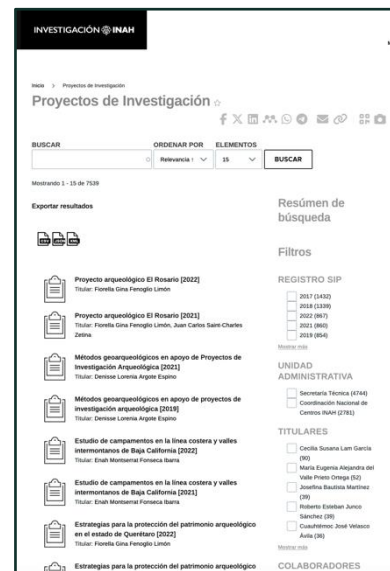 INVESTIGACIÓN INAH
Inicio > Proyectos de Investigación
Proyectos de Investigación
BUSCAR
ORDENAR POR
ELEMENTOS
Relevancia
15
BUSCAR
Mostrando 1 - 15 de 7539
Exportar resultados
CSV
JSON
XML
Proyecto arqueológico El Rosario [2022]
Titular: Fiorella Gina Fenoglio Limón
Proyecto arqueológico El Rosario [2021]
Titular: Fiorella Gina Fenoglio Limón, Juan Carlos Saint-Charles
Zetina
Métodos geoarqueológicos en apoyo de Proyectos de
Investigación Arqueológica [2021]
Titular: Denisse Lorenia Argote Espino
Métodos geoarqueológicos en apoyo de proyectos de
investigación arqueológica [2019]
Titular: Denisse Lorenia Argote Espino
Estudio de campamentos en la línea costera y valles
intermontanos de Baja California [2022]
Titular: Enah Montserrat Fonseca Ibarra
Estudio de campamentos en la línea costera y valles
intermontanos de Baja California [2021]
Titular: Enah Montserrat Fonseca Ibarra
Estrategias para la protección del patrimonio arqueológico
en el estado de Querétaro [2022]
Titular: Fiorella Gina Fenoglio Limón
Estrategias para la protección del patrimonio arqueológico
Resúmen de
búsqueda
Filtros
REGISTRO SIP
2017 (1432)
2018 (1339)
2022 (867)
2021 (860)
2019 (854)
Mostrar más
UNIDAD
ADMINISTRATIVA
Secretaría Técnica (4744)
Coordinación Nacional de
Centros INAH (2781)
TITULARES
Cecilia Susana Lam García
(90)
María Eugenia Alejandra del
Valle Prieto Ortega (52)
Josefina Bautista Martínez
(39)
Roberto Esteban Junco
Sánchez (39)
Cuauhtémoc José Velasco
Ávila (36)
Mostrar más
COLABORADORES